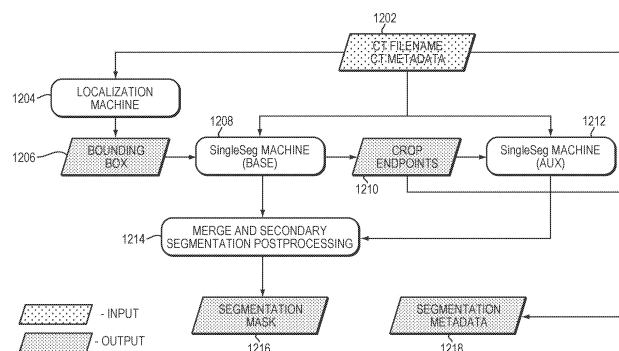 1202
CT FILENAME
CT METADATA
1204
LOCALIZATION
MACHINE
1208
1212
1206
BOUNDING
BOX
SingleSeg MACHINE
(BASE)
CROP
ENDPOINTS
1210
SingleSeg MACHINE
(AUX)
1214
MERGE AND SECONDARY
SEGMENTATION POSTPROCESSING
- INPUT
- OUTPUT
SEGMENTATION
MASK
1216
SEGMENTATION
METADATA
1218